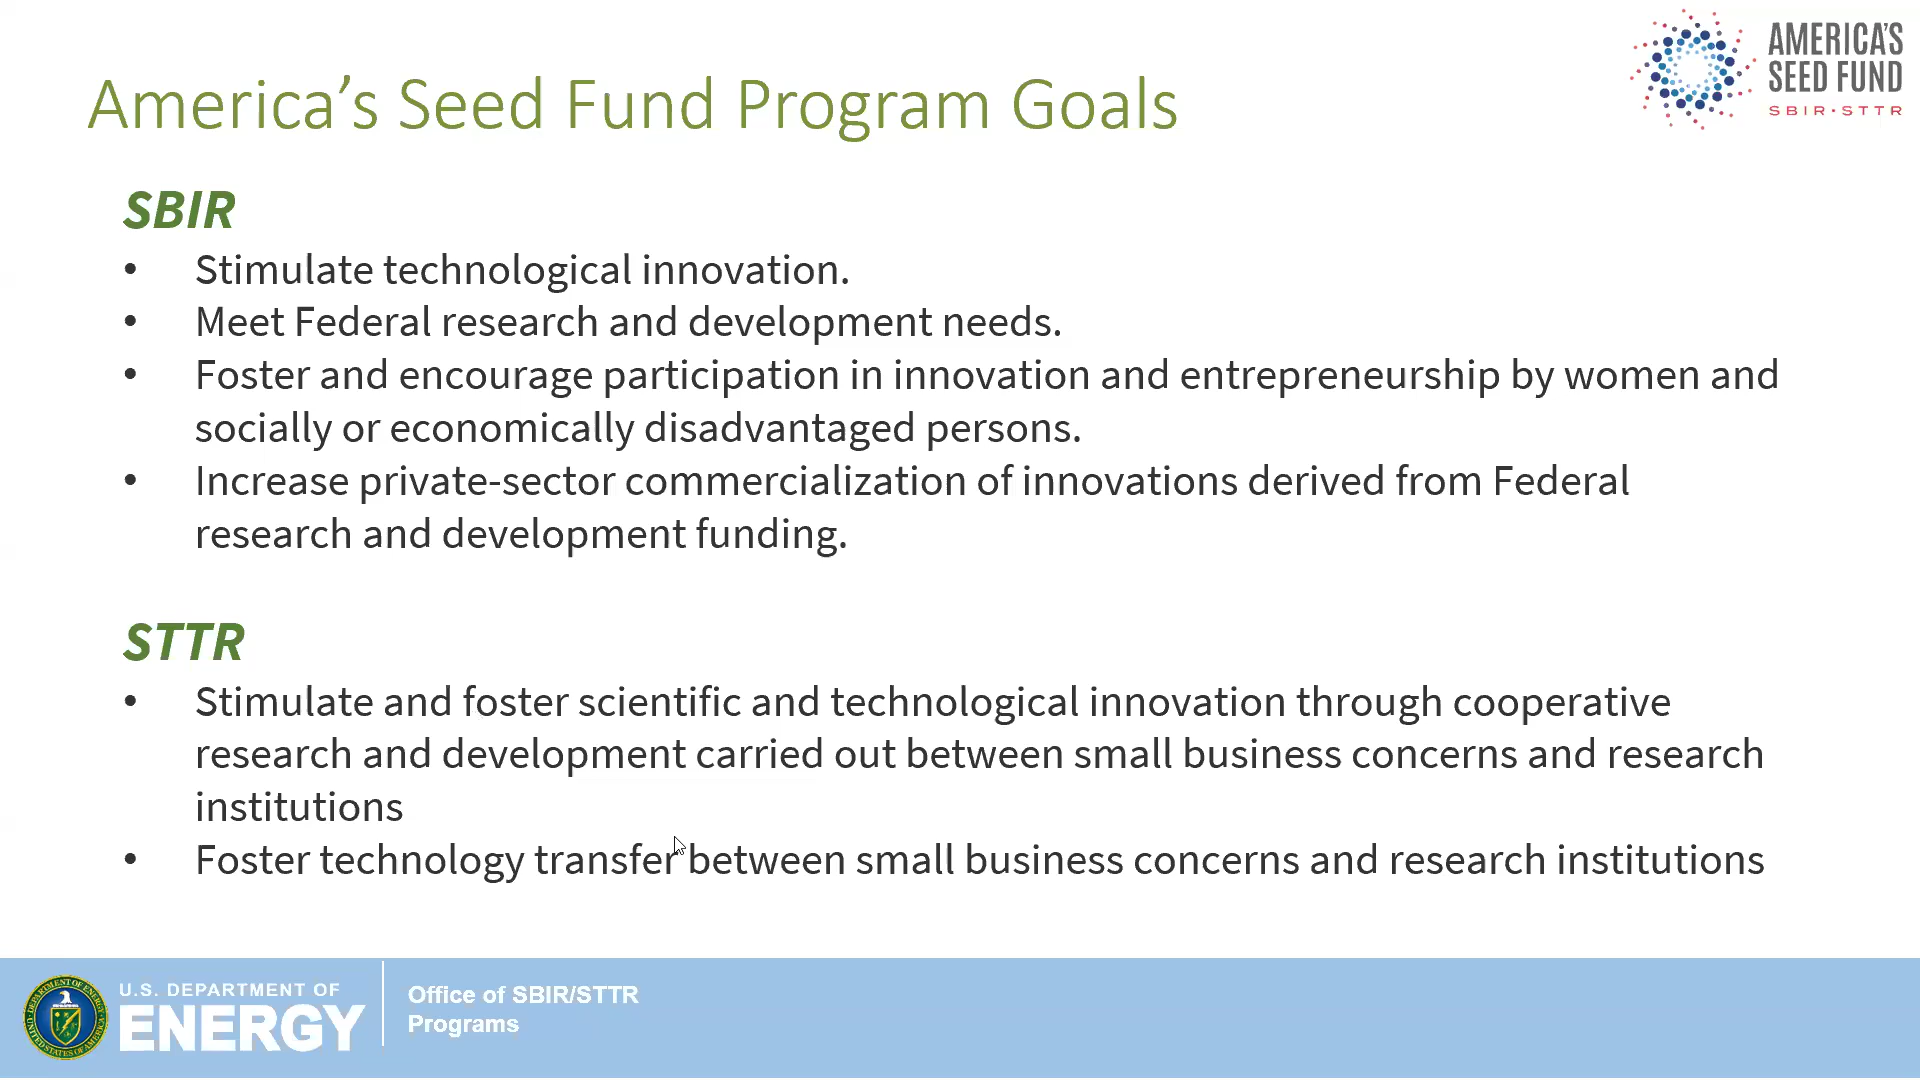 America's Seed Fund Program Goals
AMERICA'S
SEED FUND
SBIR·STTR
SBIR
• Stimulate technological innovation.
• Meet Federal research and development needs.
• Foster and encourage participation in innovation and entrepreneurship by women and
socially or economically disadvantaged persons.
• Increase private-sector commercialization of innovations derived from Federal
research and development funding.
STTR
• Stimulate and foster scientific and technological innovation through cooperative
research and development carried out between small business concerns and research
institutions
• Foster technology transfer between small business concerns and research institutions
U.S. DEPARTMENT OF
ENERGY
Office of SBIR/STTR
Programs